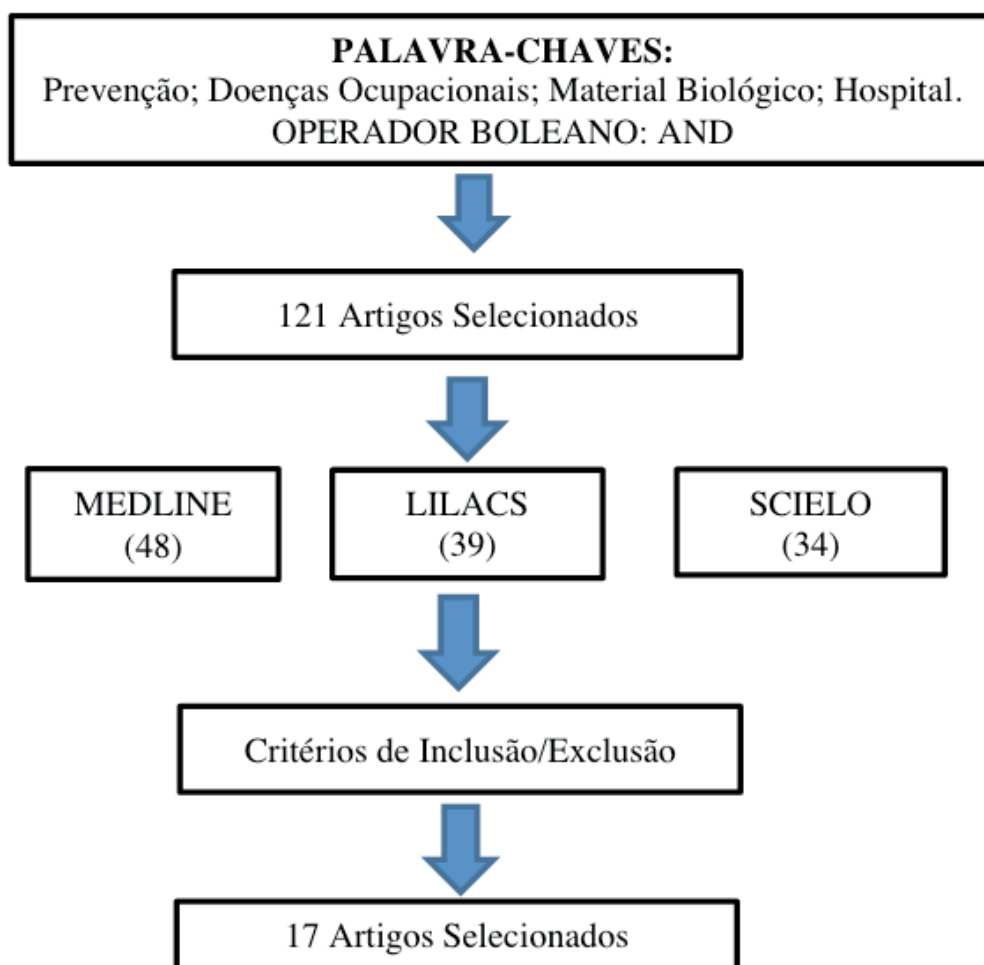 PALAVRA-CHAVES:
Prevenção; Doenças Ocupacionais; Material Biológico; Hospital.
OPERADOR BOLEANO: AND
121 Artigos Selecionados
MEDLINE
(48)
LILACS
(39)
SCIELO
(34)
Critérios de Inclusão/Exclusão
17 Artigos Selecionados